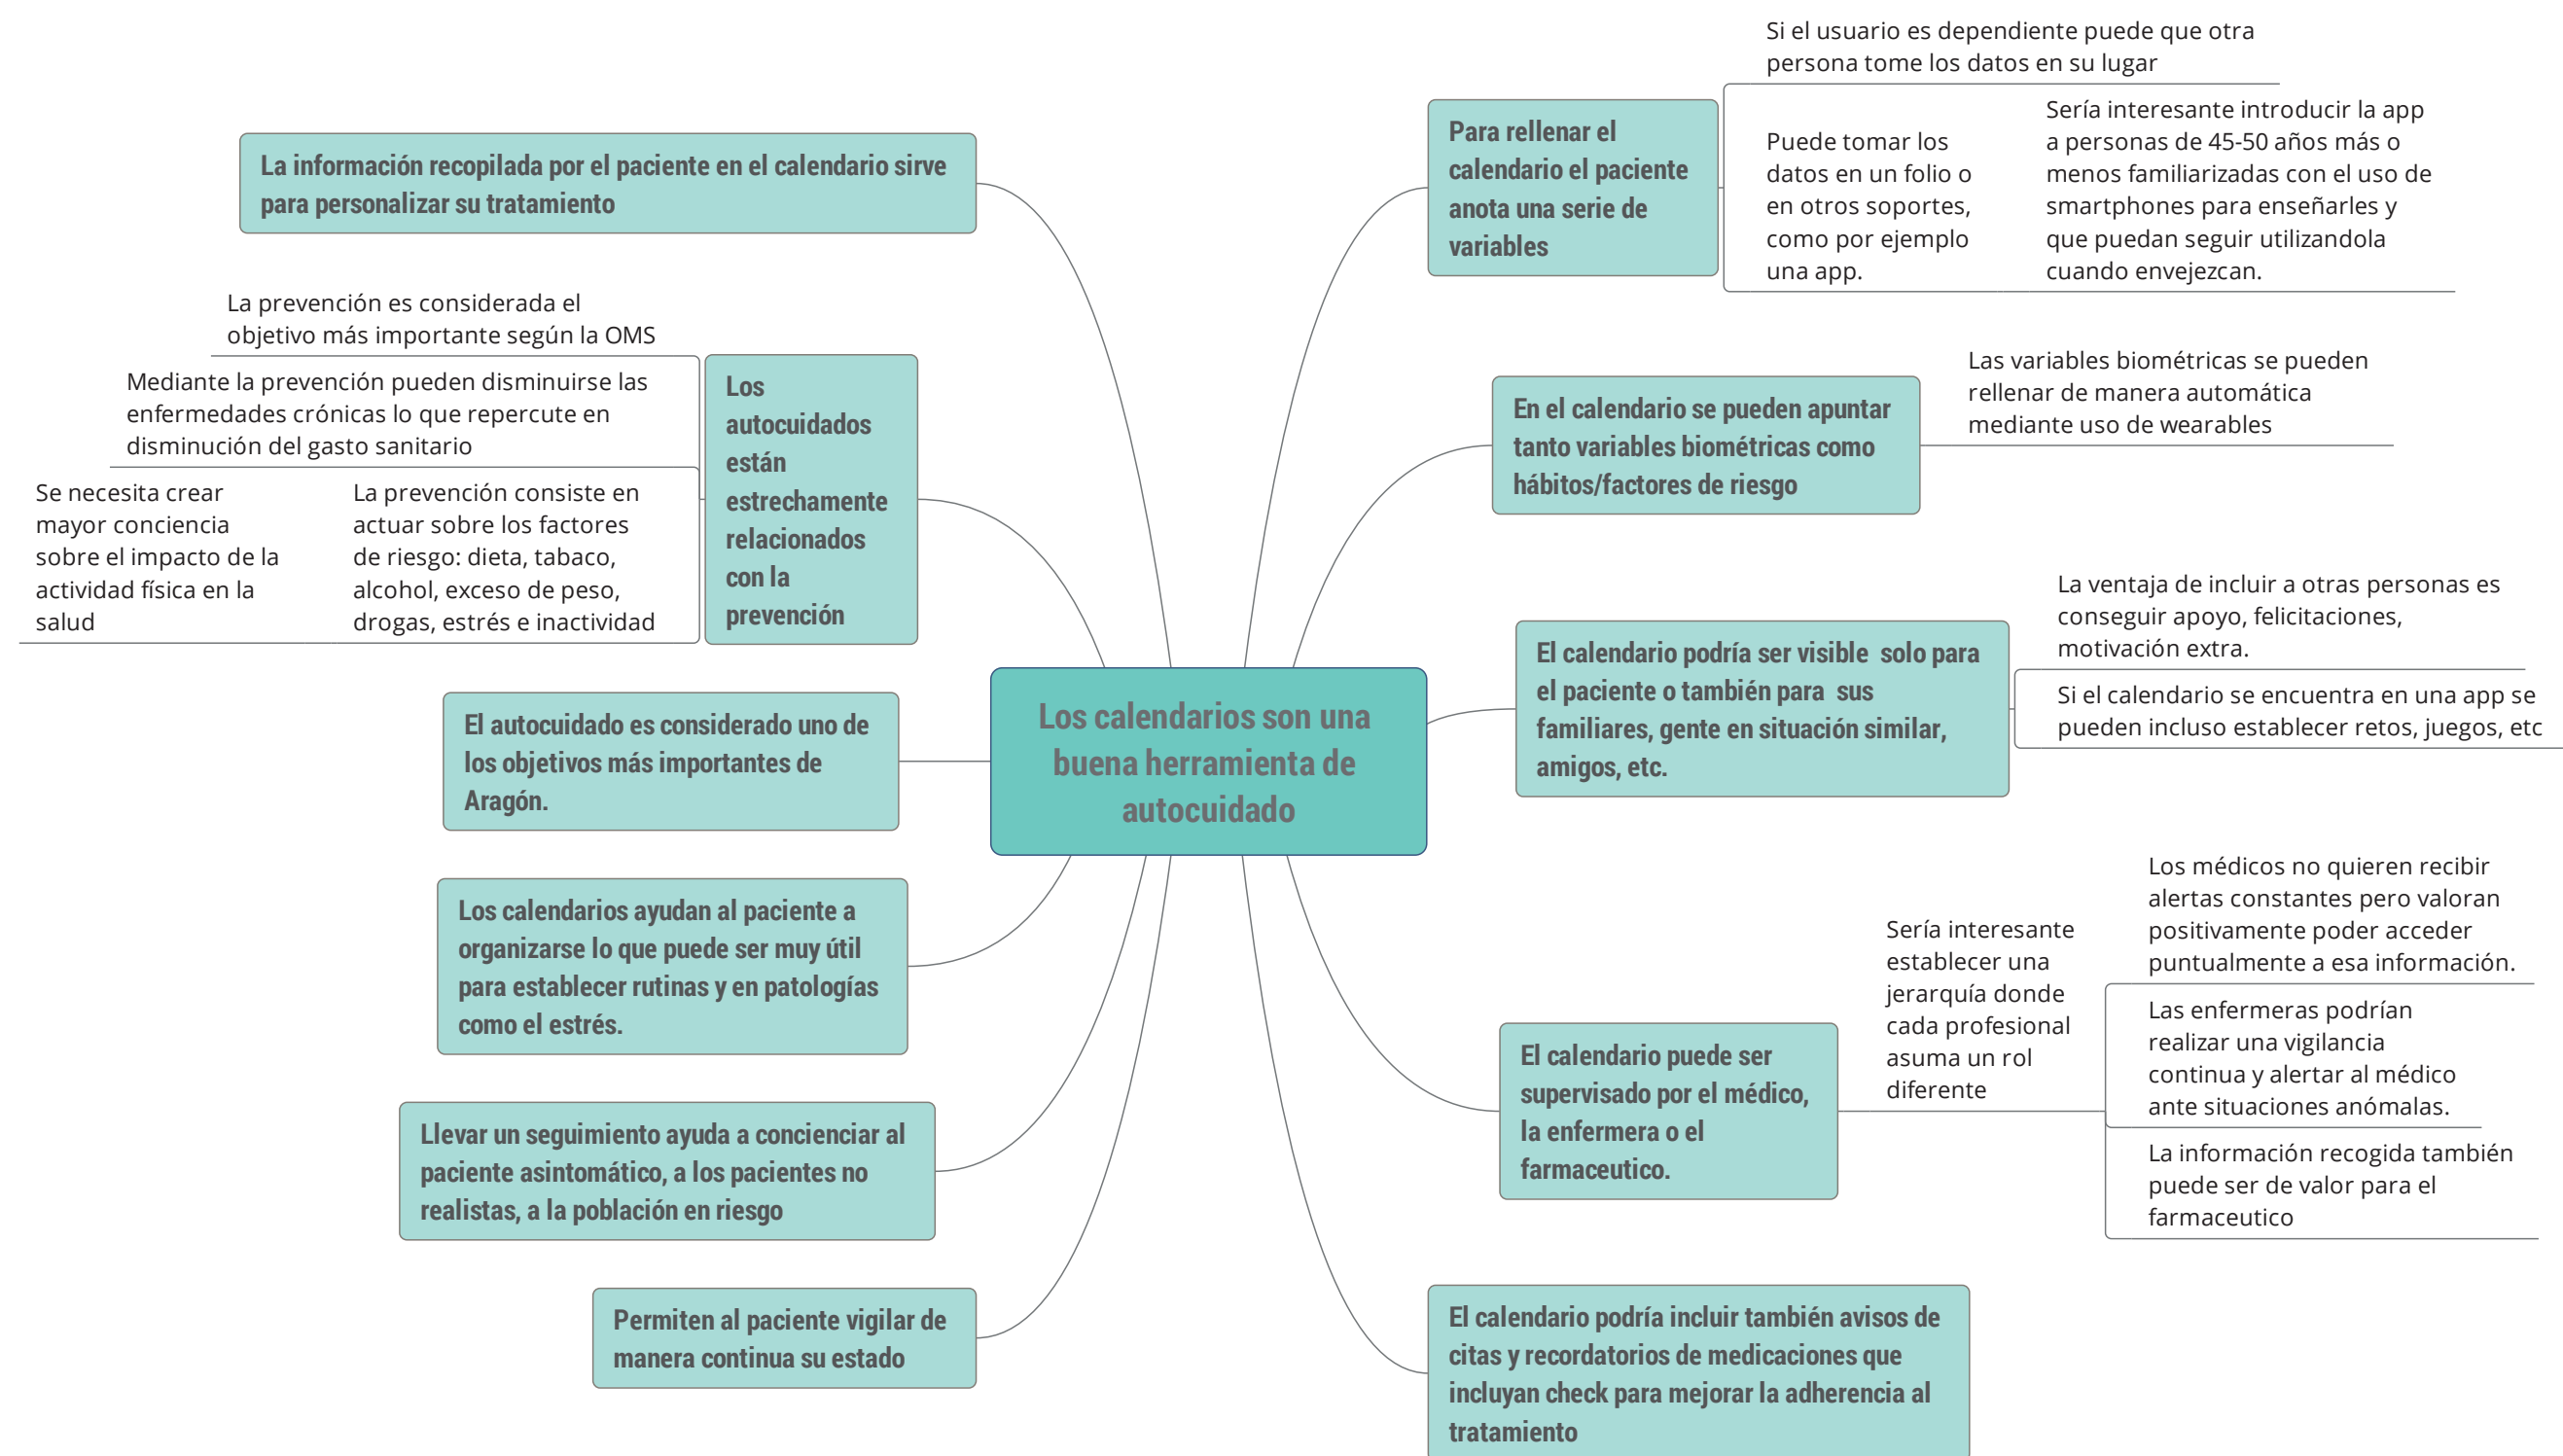 Los calendarios son una
buena herramienta de
autocuidado
Para rellenar el
calendario el paciente
anota una serie de
variables
Si el usuario es dependiente puede que otra
persona tome los datos en su lugar
Puede tomar los
datos en un folio o
en otros soportes,
como por ejemplo
una app.
Sería interesante introducir la app
a personas de 45-50 años más o
menos familiarizadas con el uso de
smartphones para enseñarles y
que puedan seguir utilizandola
cuando envejezcan.
En el calendario se pueden apuntar
tanto variables biométricas como
hábitos/factores de riesgo
Las variables biométricas se pueden
rellenar de manera automática
mediante uso de wearables
El calendario podría ser visible  solo para
el paciente o también para  sus
familiares, gente en situación similar,
amigos, etc.
La ventaja de incluir a otras personas es
conseguir apoyo, felicitaciones,
motivación extra.
Si el calendario se encuentra en una app se
pueden incluso establecer retos, juegos, etc
El calendario puede ser
supervisado por el médico,
la enfermera o el
farmaceutico.
Sería interesante
establecer una
jerarquía donde
cada profesional
asuma un rol
diferente
Los médicos no quieren recibir
alertas constantes pero valoran
positivamente poder acceder
puntualmente a esa información.
Las enfermeras podrían
realizar una vigilancia
continua y alertar al médico
ante situaciones anómalas.
La información recogida también
puede ser de valor para el
farmaceutico
El calendario podría incluir también avisos de
citas y recordatorios de medicaciones que
incluyan check para mejorar la adherencia al
tratamiento
La información recopilada por el paciente en el calendario sirve
para personalizar su tratamiento
Los
autocuidados
están
estrechamente
relacionados
con la
prevención
La prevención es considerada el
objetivo más importante según la OMS
Mediante la prevención pueden disminuirse las
enfermedades crónicas lo que repercute en
disminución del gasto sanitario
La prevención consiste en
actuar sobre los factores
de riesgo: dieta, tabaco,
alcohol, exceso de peso,
drogas, estrés e inactividad
Se necesita crear
mayor conciencia
sobre el impacto de la
actividad física en la
salud
El autocuidado es considerado uno de
los objetivos más importantes de
Aragón.
Los calendarios ayudan al paciente a
organizarse lo que puede ser muy útil
para establecer rutinas y en patologías
como el estrés.
Llevar un seguimiento ayuda a concienciar al
paciente asintomático, a los pacientes no
realistas, a la población en riesgo
Permiten al paciente vigilar de
manera continua su estado